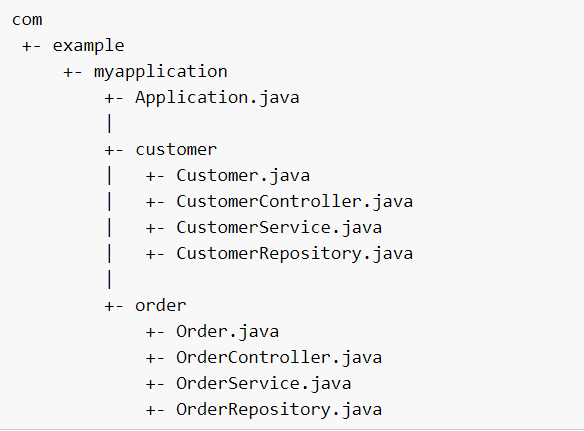 com
 +- example
     +- myapplication
         +- Application.java
         |
         +- customer
         |   +- Customer.java
         |   +- CustomerController.java
         |   +- CustomerService.java
         |   +- CustomerRepository.java
         |
         +- order
             +- Order.java
             +- OrderController.java
             +- OrderService.java
             +- OrderRepository.java